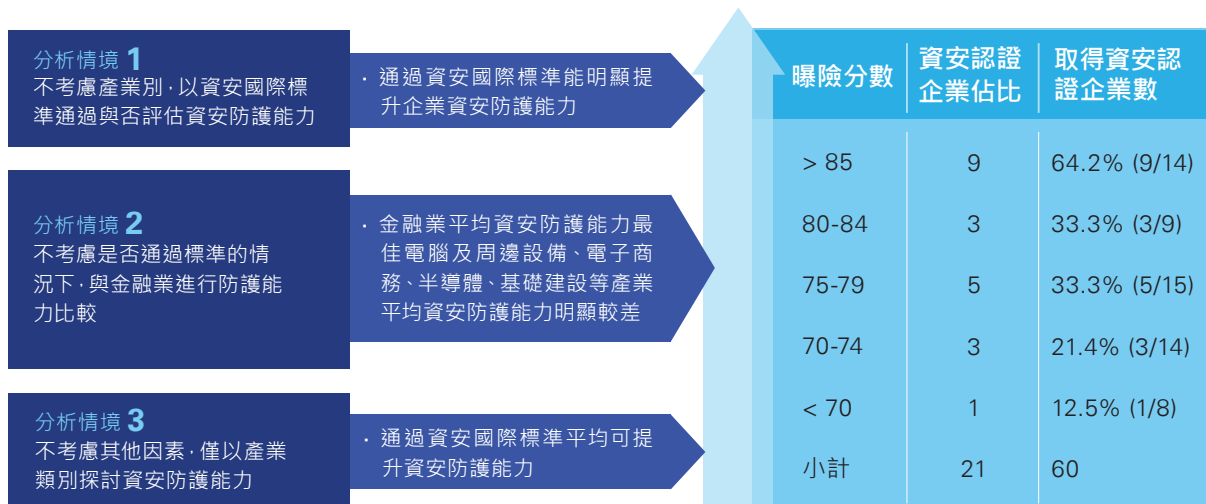 分析情境 1
不考慮產業別，以資安國際標
準通過與否評估資安防護能力
・ 通過資安國際標準能明顯提
升企業資安防護能力
分析情境 2
不考慮是否通過標準的情
況下，與金融業進行防護能
力比較
・ 金融業平均資安防護能力最
佳電腦及周邊設備、電子商
務、半導體、基礎建設等產業
平均資安防護能力明顯較差
分析情境 3
不考慮其他因素，僅以產業
類別探討資安防護能力
・ 通過資安國際標準平均可提
升資安防護能力
曝險分數 資安認證企業佔比 取得資安認證企業數
> 85 9 64.2% (9/14)
80-84 3 33.3% (3/9)
75-79 5 33.3% (5/15)
70-74 3 21.4% (3/14)
< 70 1 12.5% (1/8)
小計 21 60